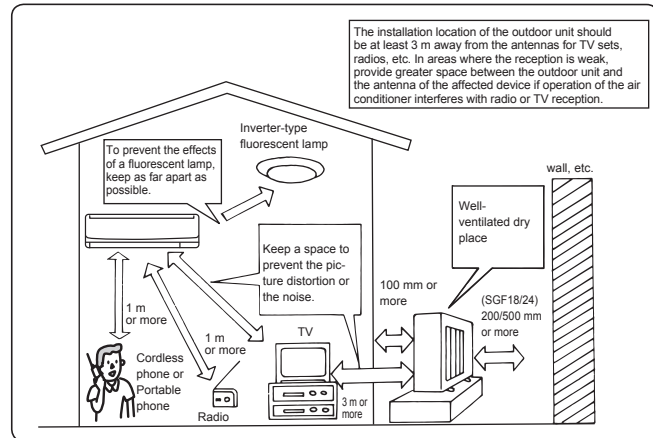 The installation location of the outdoor unit should
be at least 3 m away from the antennas for TV sets,
radios, etc. In areas where the reception is weak,
provide greater space between the outdoor unit and
the antenna of the affected device if operation of the air
conditioner interferes with radio or TV reception.
Inverter-type
fluorescent lamp
To prevent the effects
of a fluorescent lamp,
keep as far apart as
possible.
wall, etc.
Well-
ventilated dry
place
Keep a space to
prevent the pic-
ture distortion or
the noise.
100 mm or
more
(SGF18/24)
200/500 mm
or more
1 m
or more
1 m
or more
TV
Cordless
phone or
Portable
phone
Radio
3 m or
more